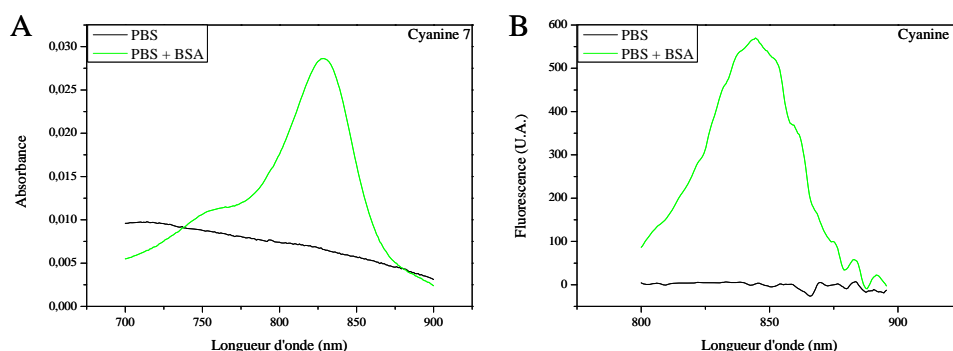 A
PBS
PBS + BSA
Cyanine 7
0,030
0,025
0,020
0,015
0,010
0,005
0,000
Absorbance
700
750
800
850
900
Longueur d'onde (nm)
B
PBS
PBS + BSA
Cyanine
600
500
400
300
200
100
0
Fluorescence (U.A.)
800
850
900
Longueur d'onde (nm)